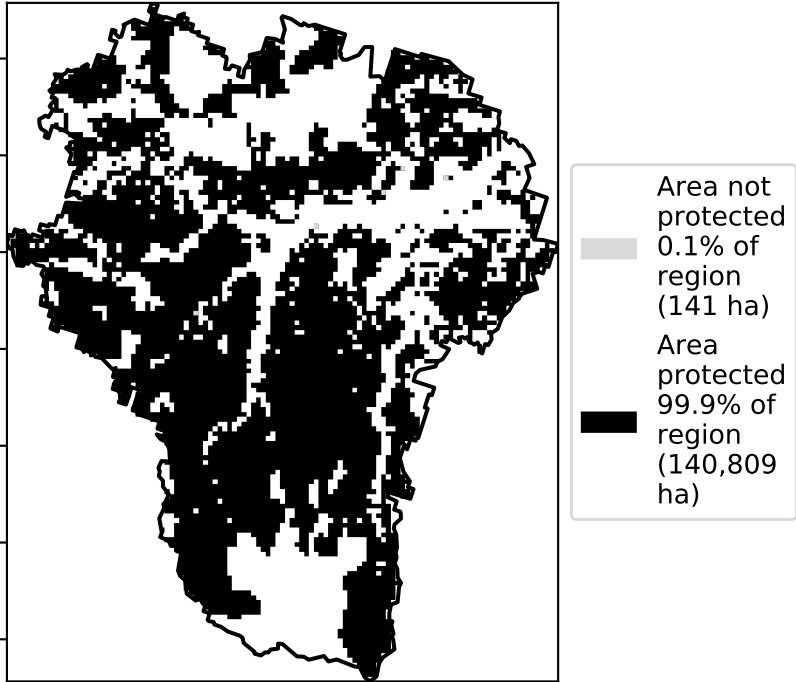 Area not
protected
0.1% of
region
(141 ha)
Area
protected
99.9% of
region
(140,809
ha)